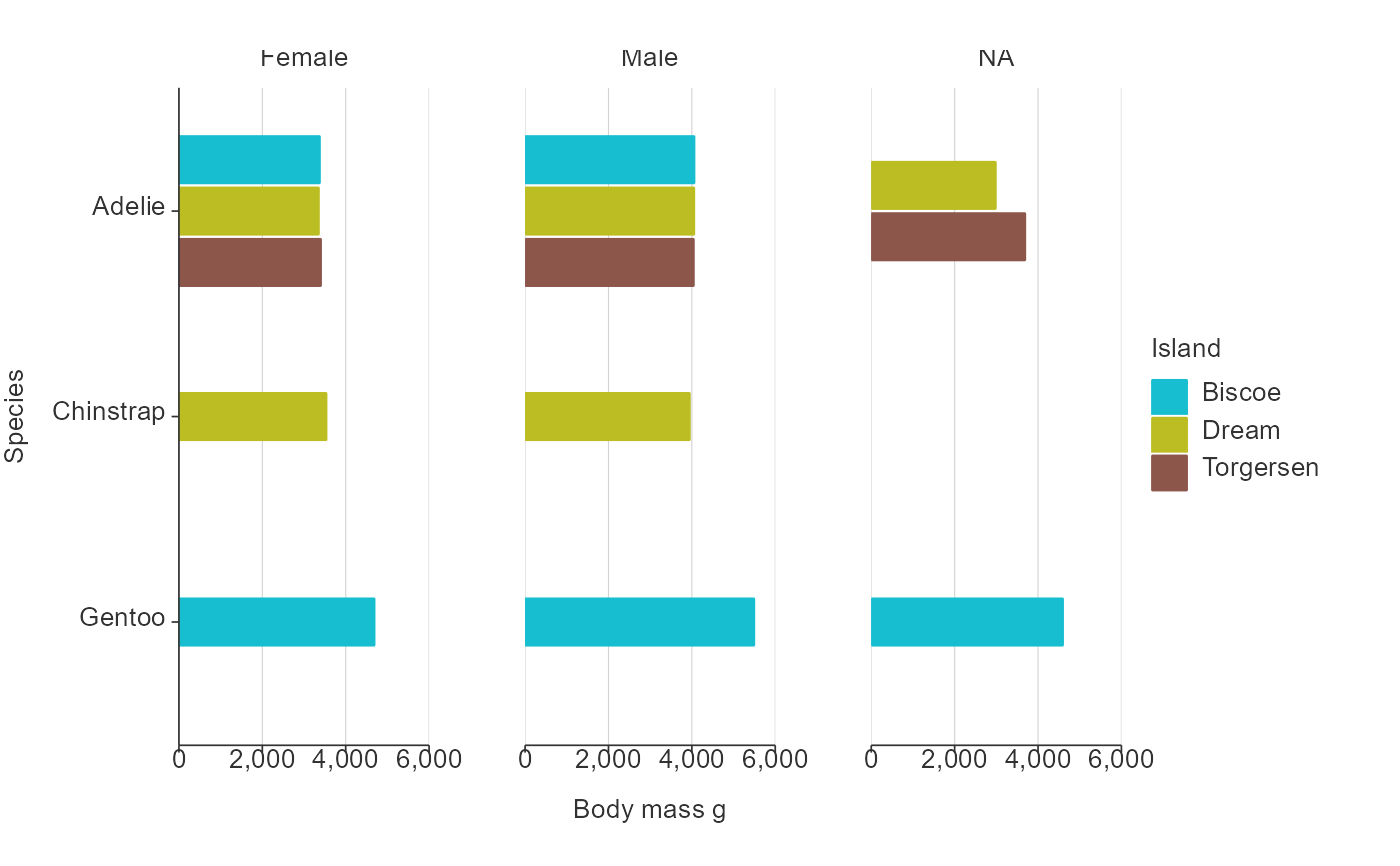 Female Male NA
Adelie
Chinstrap
Gentoo
Species
0 2,000 4,000 6,000 0 2,000 4,000 6,000 0 2,000 4,000 6,000
Body mass g
Island
Biscoe
Dream
Torgersen